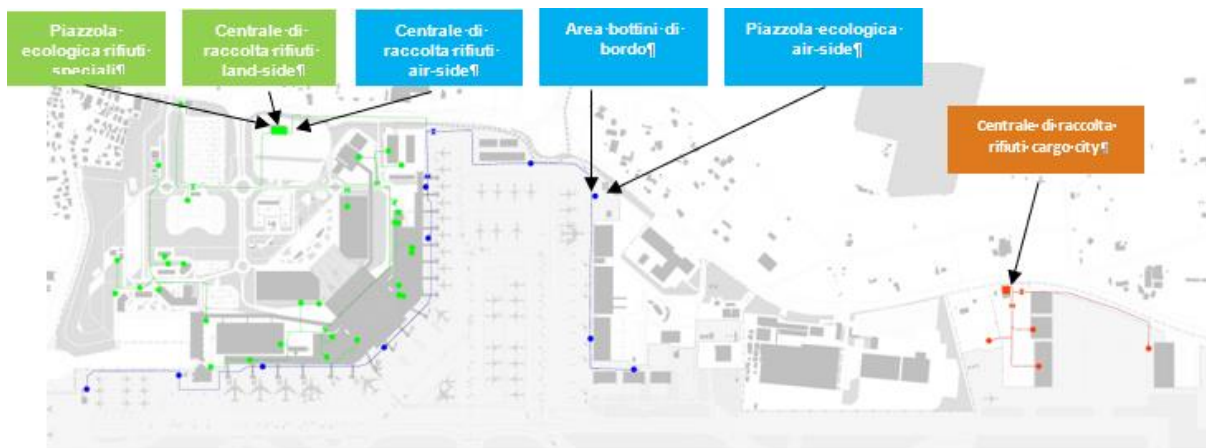 Piazzola
ecologica rifiuti
speciali¶
Centrale di
raccolta rifiuti
land-side¶
Centrale di
raccolta rifiuti
air-side¶
Area bottini di
bordo¶
Piazzola ecologica
air-side¶
Centrale di raccolta
rifiuti cargo city¶